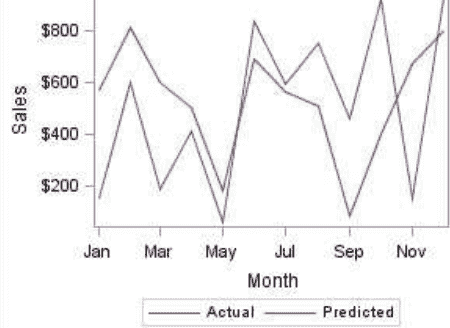 $800
$600
$400
$200
Sales
Jan Mar May Jul Sep Nov
Month
Actual Predicted